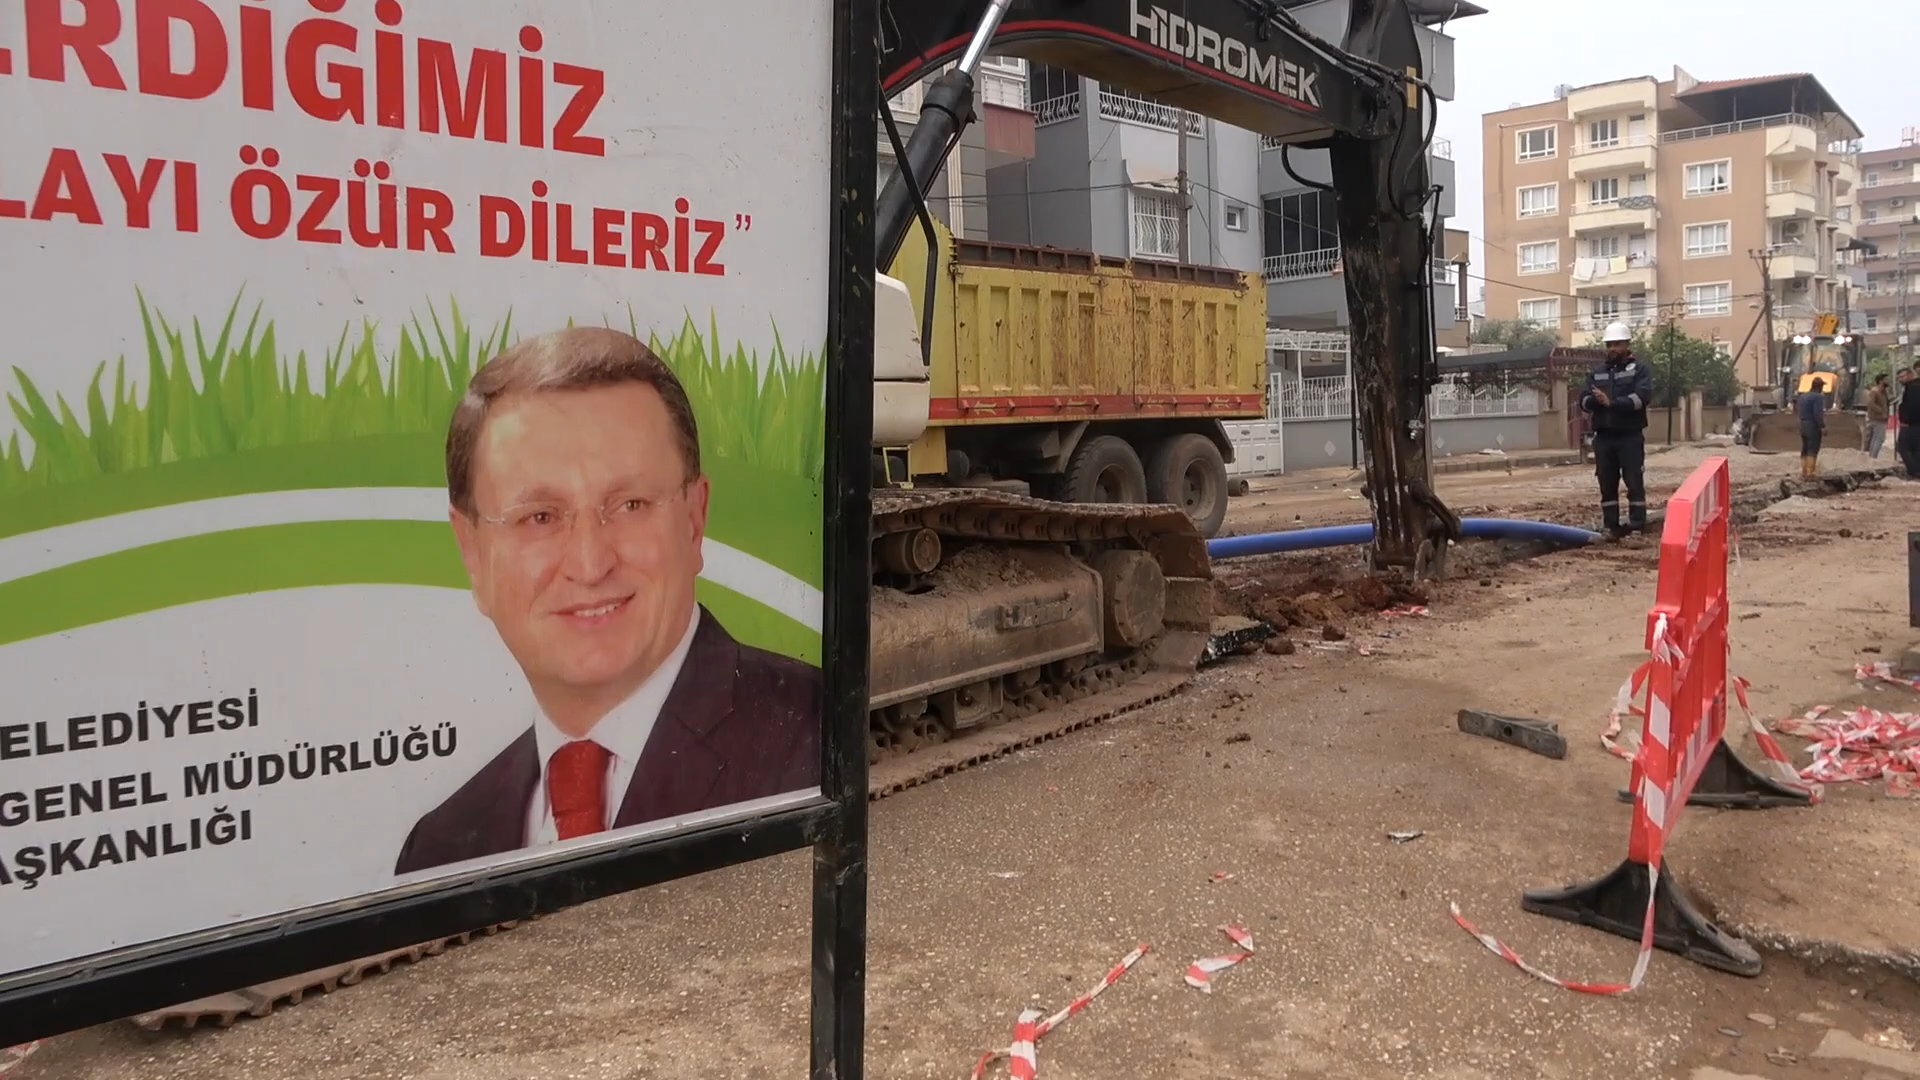 ERDİĞİMİZ
LAYI ÖZÜR DİLERİZ”
ELEDİYESİ
GENEL MÜDÜRLÜĞÜ
AŞKANLIĞI
HİDROMEK